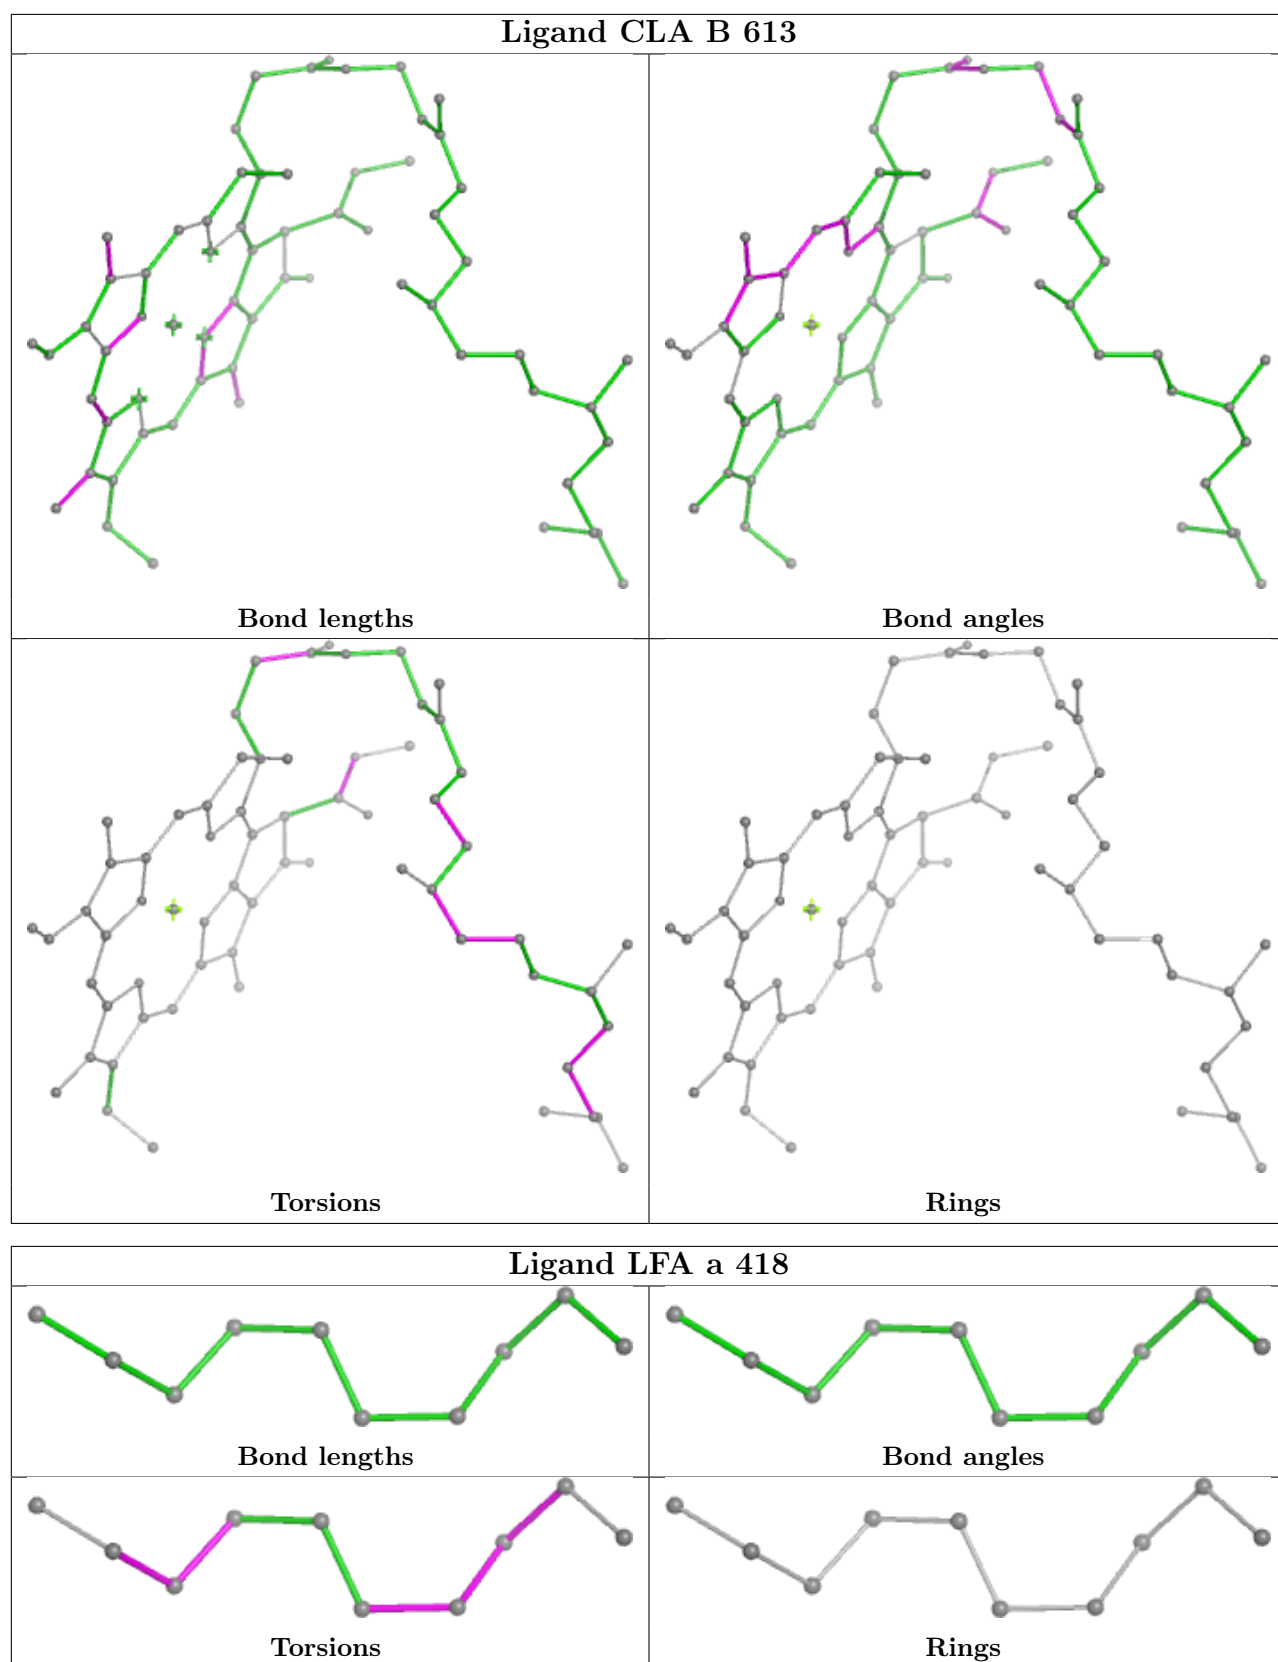 Ligand CLA B 613
Bond lengths
Bond angles
Torsions
Rings
Ligand LFA a 418
Bond lengths
Bond angles
Torsions
Rings